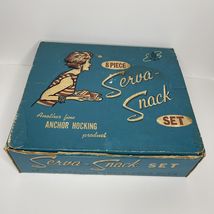 8 PIECE
Serva-
Snack
SET
Another fine
ANCHOR HOCKING
product
Serva-Snack SET